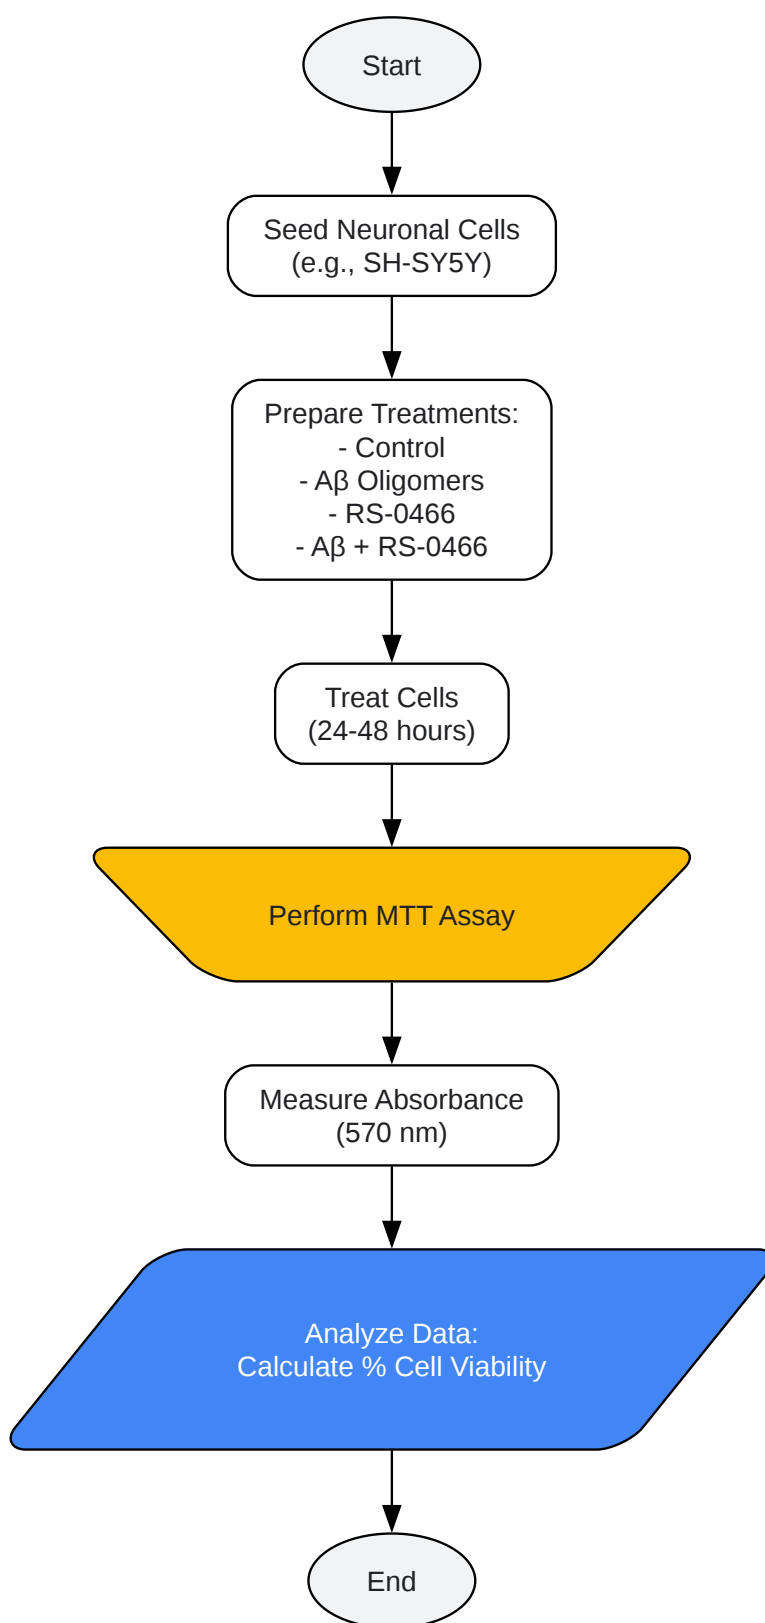 Start
Seed Neuronal Cells
(e.g., SH-SY5Y)
Prepare Treatments:
- Control
- Aβ Oligomers
- RS-0466
- Aβ + RS-0466
Treat Cells
(24-48 hours)
Perform MTT Assay
Measure Absorbance
(570 nm)
Analyze Data:
Calculate % Cell Viability
End